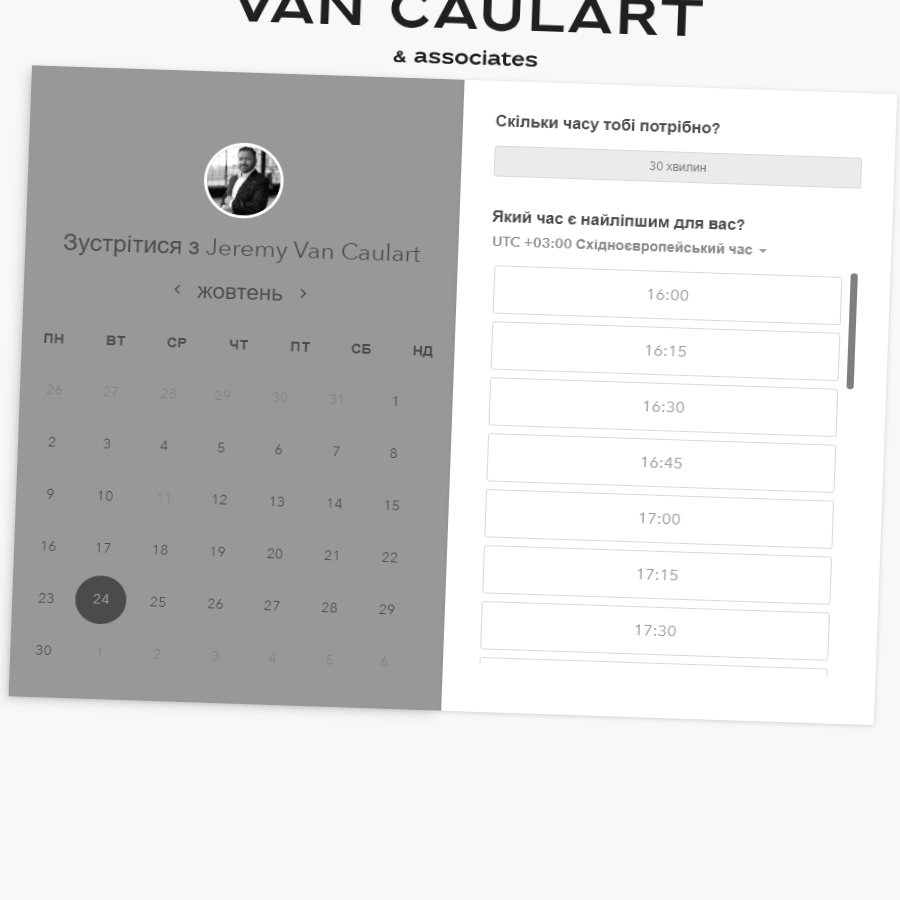 VAN CAULART
& associates
Зустрітися з Jeremy Van Caulart
жовтень
ПН ВТ СР ЧТ ПТ СБ НД
26 27 28 29 30 31 1
2 3 4 5 6 7 8
9 10 11 12 13 14 15
16 17 18 19 20 21 22
23 24 25 26 27 28 29
30 1 2 3 4 5 6
Скільки часу тобі потрібно?
30 хвилин
Який час є найліпшим для вас?
UTC +03:00 Східноєвропейський час
16:00
16:15
16:30
16:45
17:00
17:15
17:30